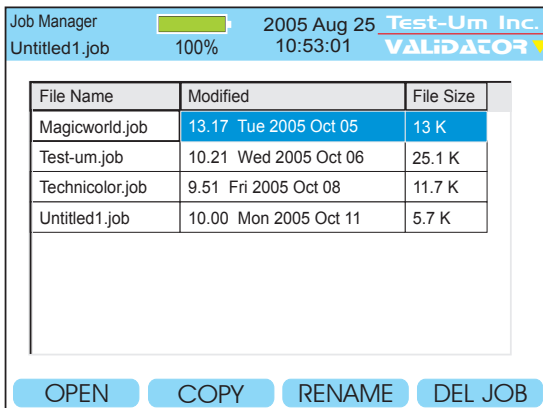 Job Manager 2005 Aug 25 Test-Um Inc.
Untitled1.job 100% 10:53:01 VALIDATOR
File Name Modified File Size
Magicworld.job 13.17 Tue 2005 Oct 05 13 K
Test-um.job 10.21 Wed 2005 Oct 06 25.1 K
Technicolor.job 9.51 Fri 2005 Oct 08 11.7 K
Untitled1.job 10.00 Mon 2005 Oct 11 5.7 K
OPEN COPY RENAME DEL JOB